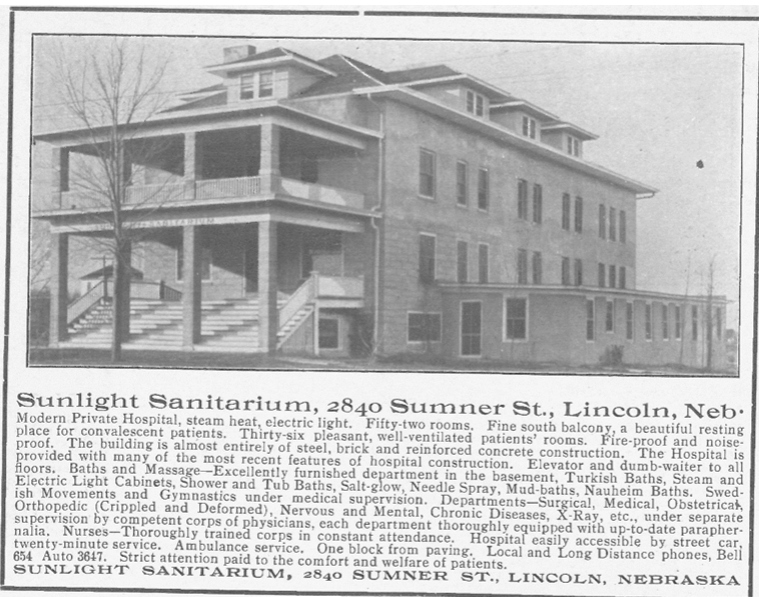 SANITARIUM
Sunlight Sanitarium, 2840 Sumner St., Lincoln, Neb.
Modern Private Hospital, steam heat, electric light. Fifty-two rooms. Fine south balcony, a beautiful resting
place for convalescent patients. Thirty-six pleasant, well-ventilated patients' rooms. Fire-proof and noise-
proof. The building is almost entirely of steel, brick and reinforced concrete construction. The Hospital is
provided with many of the most recent features of hospital construction. Elevator and dumb-waiter to all
floors. Baths and Massage—Excellently furnished department in the basement, Turkish Baths, Steam and
Electric Light Cabinets, Shower and Tub Baths, Salt-glow, Needle Spray, Mud-baths, Nauheim Baths. Swed-
ish Movements and Gymnastics under medical supervision. Departments—Surgical, Medical, Obstetrical,
Orthopedic (Crippled and Deformed), Nervous and Mental, Chronic Diseases, X-Ray, etc., under separate
supervision by competent corps of physicians, each department thoroughly equipped with up-to-date parapher-
nalia. Nurses—Thoroughly trained corps in constant attendance. Hospital easily accessible by street car,
twenty-minute service. Ambulance service. One block from paving. Local and Long Distance phones, Bell
654 Auto 3647. Strict attention paid to the comfort and welfare of patients.
SUNLIGHT SANITARIUM, 2840 SUMNER ST., LINCOLN, NEBRASKA